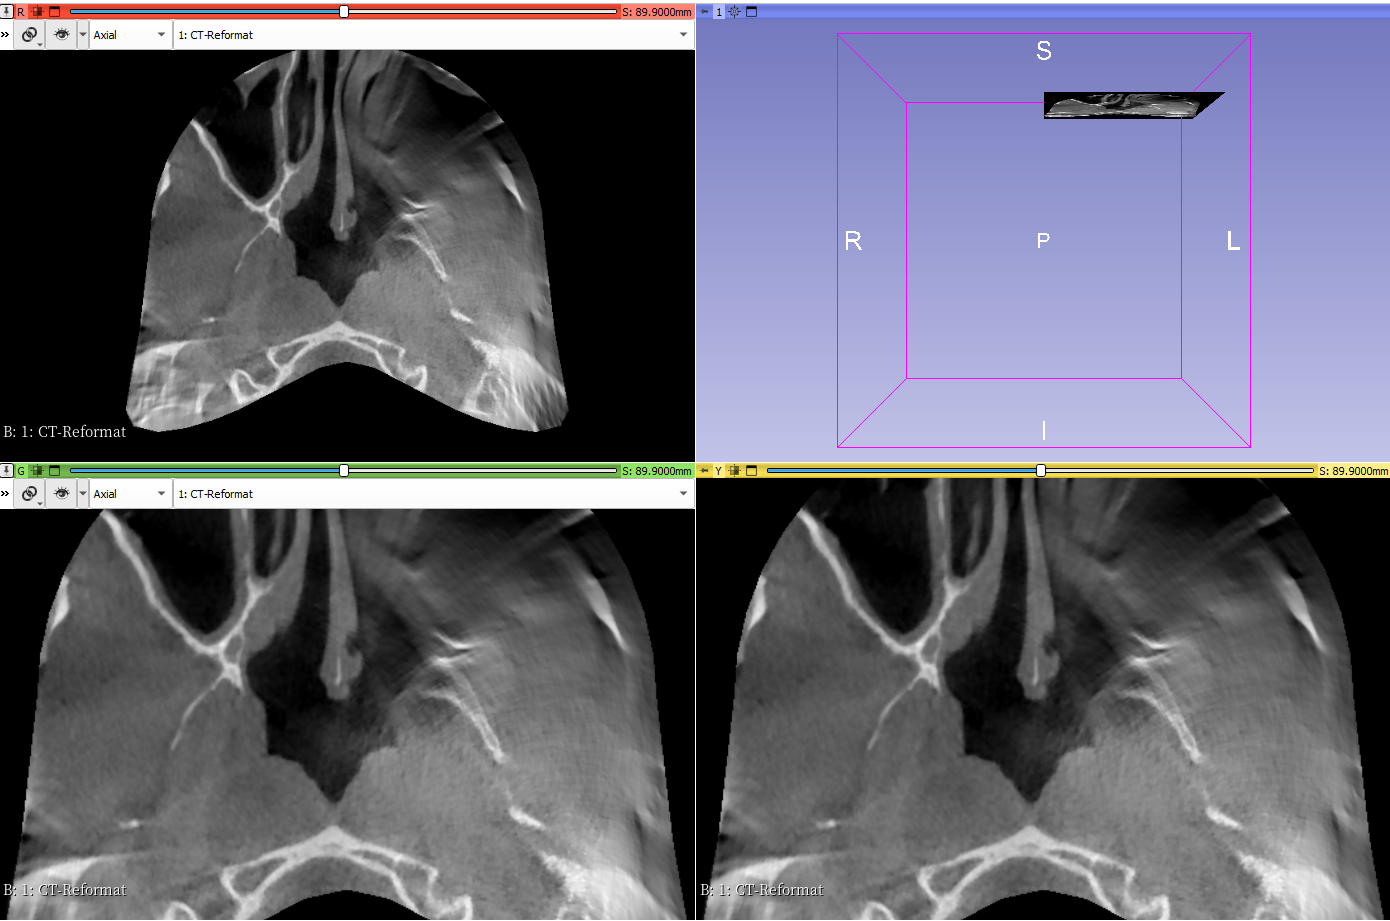 R S: 89.9000mm
» Axial 1: CT-Reformat
B: 1: CT-Reformat
1
S
R P L
I
G S: 89.9000mm
» Axial 1: CT-Reformat
B: 1: CT-Reformat
Y S: 89.9000mm
B: 1: CT-Reformat